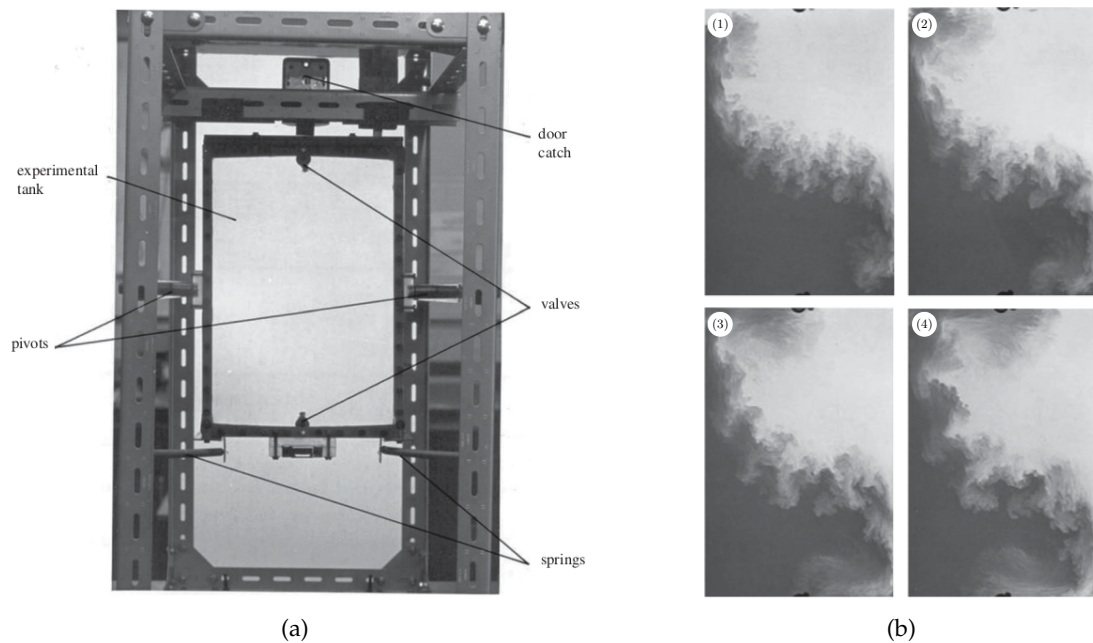 door
catch
experimental
tank
valves
pivots
springs
(a)
(1)
(2)
(3)
(4)
(b)